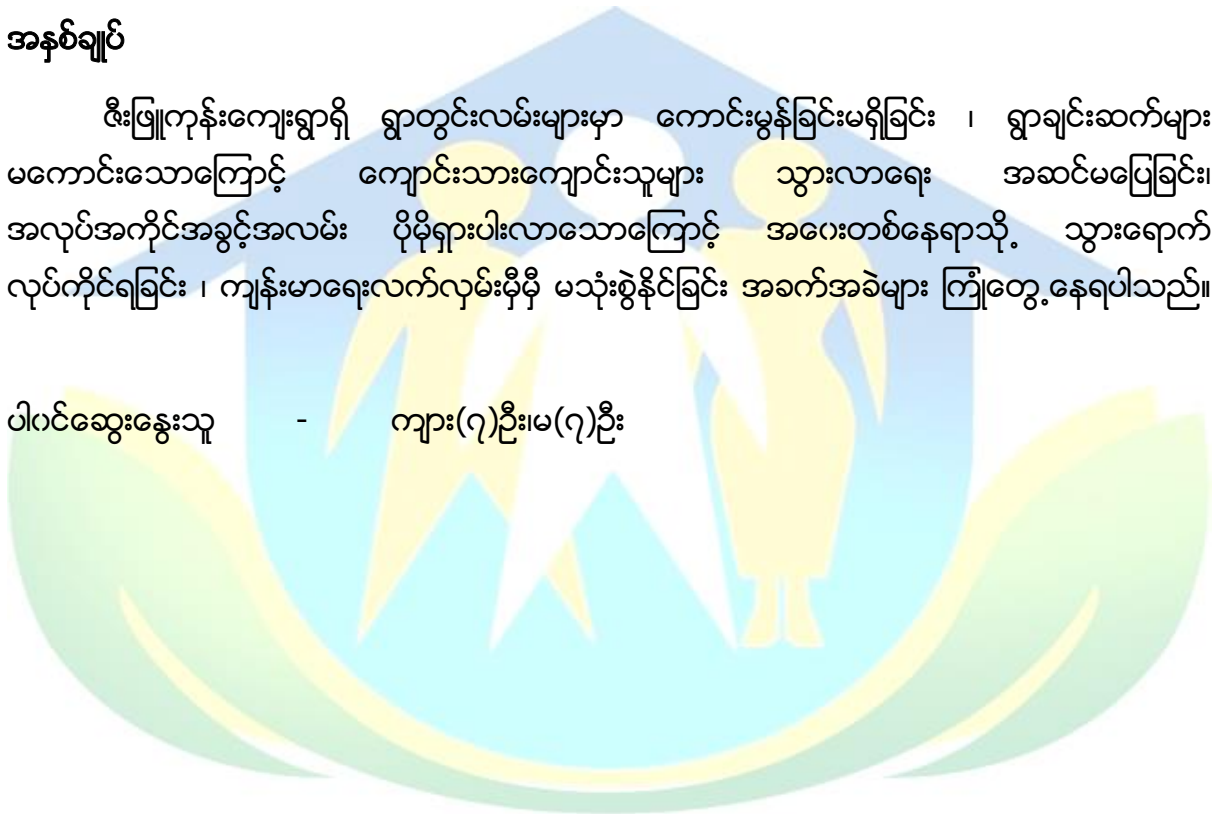 အနှစ်ချုပ်
ဇီးဖြူကုန်းကျေးရွာရှိ ရွာတွင်းလမ်းများမှာ ကောင်းမွန်ခြင်းမရှိခြင်း ၊ ရွာချင်းဆက်များ
မကောင်းသောကြောင့် ကျောင်းသားကျောင်းသူများ သွားလာရေး အဆင်မပြေခြင်း၊
အလုပ်အကိုင်အခွင့်အလမ်း ပိုမိုရှားပါးလာသောကြောင့် အဝေးတစ်နေရာသို့ သွားရောက်
လုပ်ကိုင်ရခြင်း ၊ ကျန်းမာရေးလက်လှမ်းမှီမှီ မသုံးစွဲနိုင်ခြင်း အခက်အခဲများ ကြုံတွေ့နေရပါသည်။
ပါဝင်ဆွေးနွေးသူ - ကျား(၇)ဦး၊မ(၇)ဦး